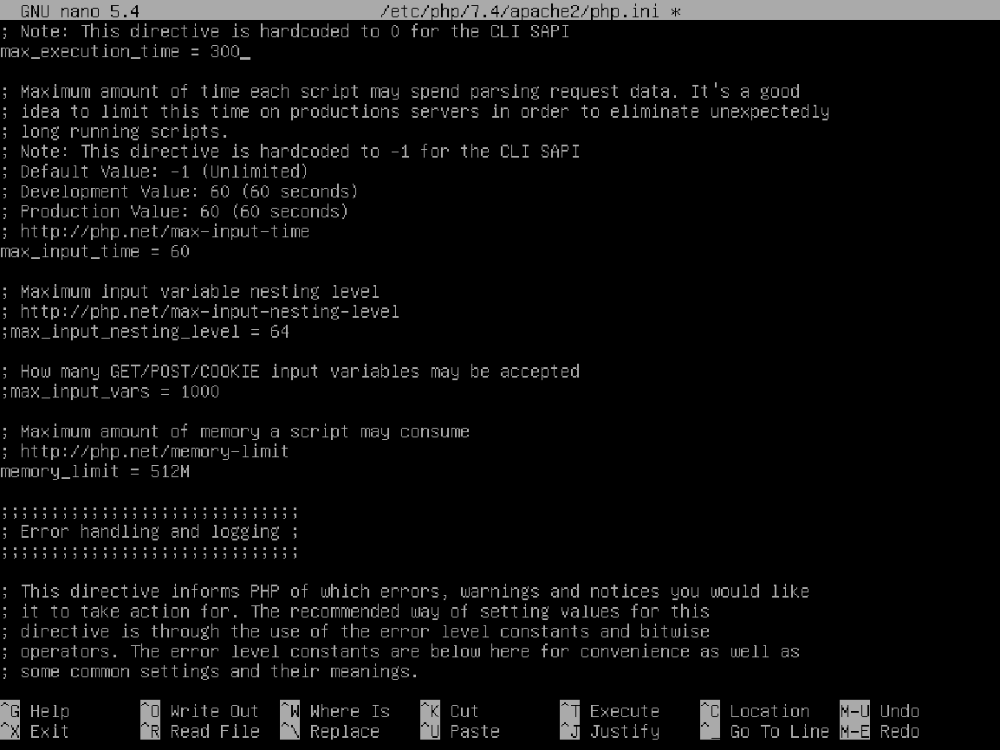 GNU nano 5.4 /etc/php/7.4/apache2/php.ini *
; Note: This directive is hardcoded to 0 for the CLI SAPI
max_execution_time = 300_

; Maximum amount of time each script may spend parsing request data. It's a good
; idea to limit this time on productions servers in order to eliminate unexpectedly
; long running scripts.
; Note: This directive is hardcoded to -1 for the CLI SAPI
; Default Value: -1 (Unlimited)
; Development Value: 60 (60 seconds)
; Production Value: 60 (60 seconds)
; http://php.net/max-input-time
max_input_time = 60

; Maximum input variable nesting level
; http://php.net/max-input-nesting-level
;max_input_nesting_level = 64

; How many GET/POST/COOKIE input variables may be accepted
;max_input_vars = 1000

; Maximum amount of memory a script may consume
; http://php.net/memory-limit
memory_limit = 512M

;;;;;;;;;;;;;;;;;;;;;;;;;;;;;;
; Error handling and logging ;
;;;;;;;;;;;;;;;;;;;;;;;;;;;;;;

; This directive informs PHP of which errors, warnings and notices you would like
; it to take action for. The recommended way of setting values for this
; directive is through the use of the error level constants and bitwise
; operators. The error level constants are below here for convenience as well as
; some common settings and their meanings.

^G Help ^O Write Out ^W Where Is ^K Cut ^T Execute ^C Location M-U Undo
^X Exit ^R Read File ^\ Replace ^U Paste ^J Justify ^_ Go To Line M-E Redo